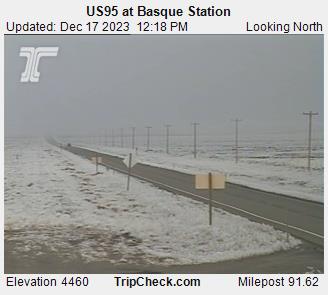 US95 at Basque Station
Updated: Dec 17 2023 12:18 PM Looking North
Elevation 4460 TripCheck.com Milepost 91.62